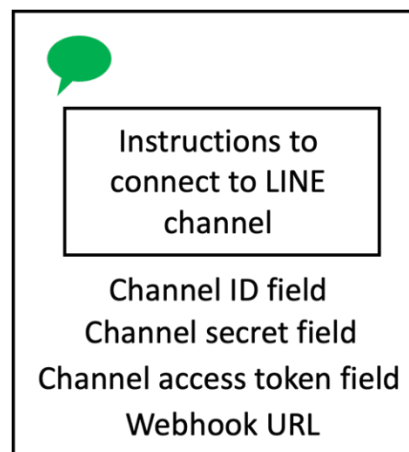 Instructions to
connect to LINE
channel
Channel ID field
Channel secret field
Channel access token field
Webhook URL